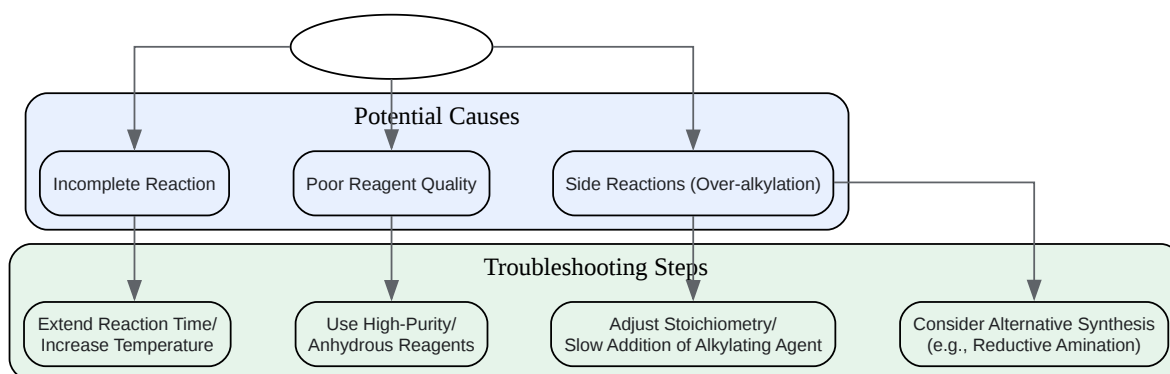 Potential Causes
Incomplete Reaction
Poor Reagent Quality
Side Reactions (Over-alkylation)
Troubleshooting Steps
Extend Reaction Time/
Increase Temperature
Use High-Purity/
Anhydrous Reagents
Adjust Stoichiometry/
Slow Addition of Alkylating Agent
Consider Alternative Synthesis
(e.g., Reductive Amination)